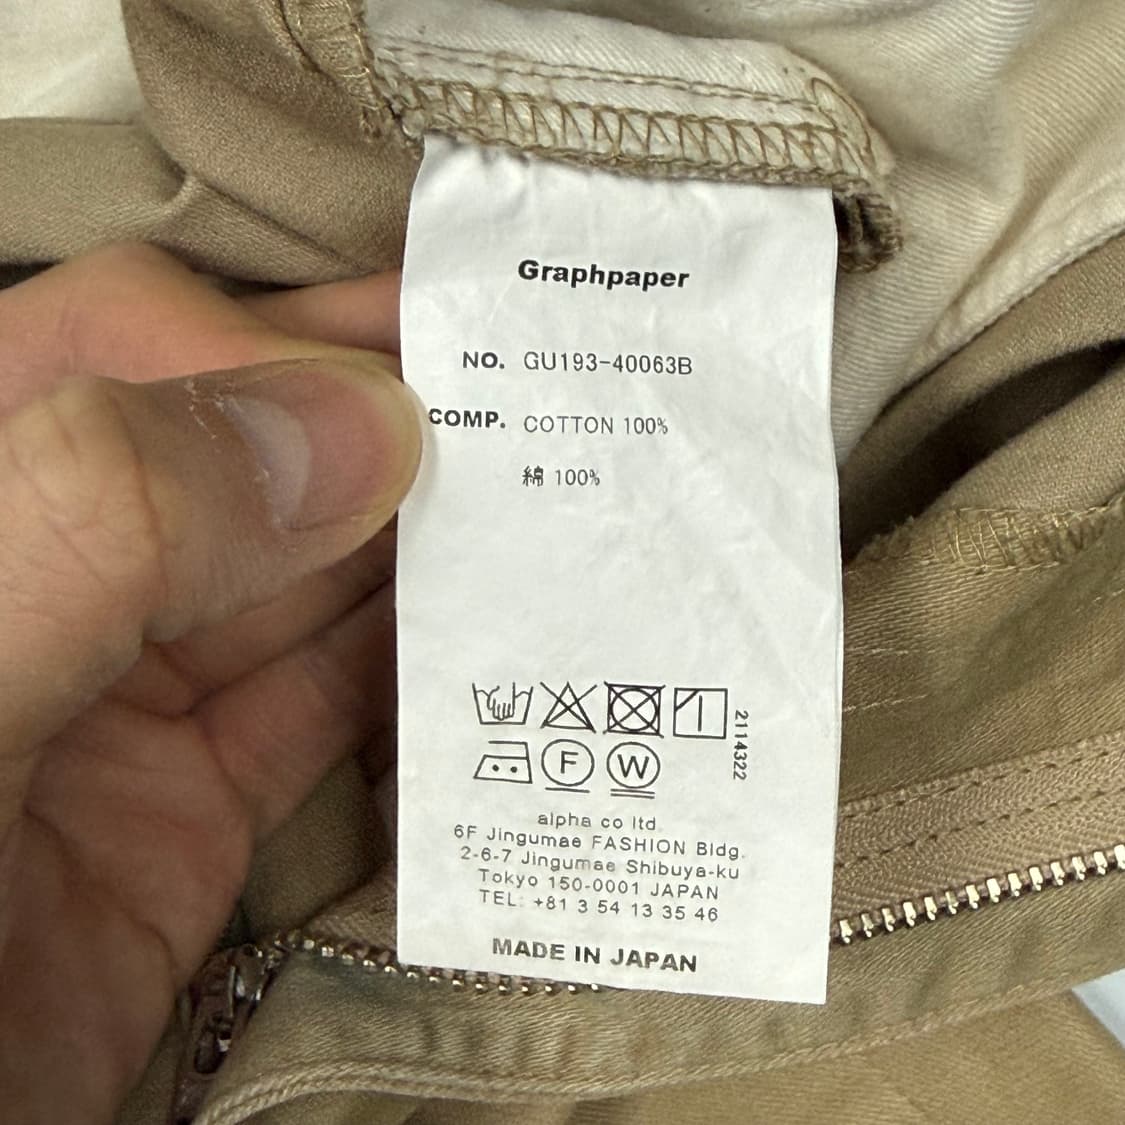 Graphpaper
NO. GU193-40063B
COMP. COTTON 100%
綿 100%
2114322
F
W
alpha co ltd.
6F Jingumae FASHION Bldg.
2-6-7 Jingumae Shibuya-ku
Tokyo 150-0001 JAPAN
TEL: +81 3 54 13 35 46
MADE IN JAPAN